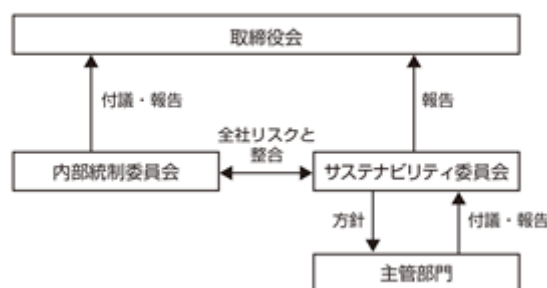 取締役会
付議・報告
報告
全社リスクと
整合
内部統制委員会
サステナビリティ委員会
方針
付議・報告
主管部門